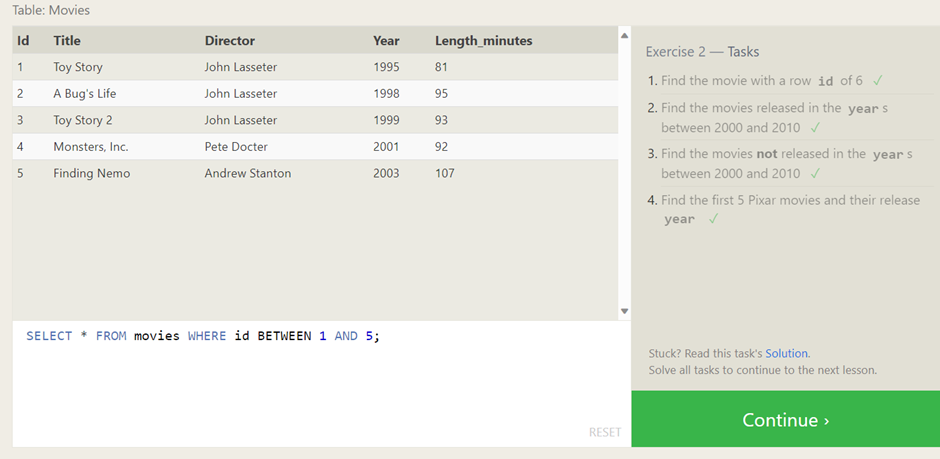 Table: Movies
Id Title Director Year Length_minutes
1 Toy Story John Lasseter 1995 81
2 A Bug's Life John Lasseter 1998 95
3 Toy Story 2 John Lasseter 1999 93
4 Monsters, Inc. Pete Docter 2001 92
5 Finding Nemo Andrew Stanton 2003 107
SELECT * FROM movies WHERE id BETWEEN 1 AND 5;
RESET
Exercise 2 — Tasks
1. Find the movie with a row id of 6 ✓
2. Find the movies released in the year s
between 2000 and 2010 ✓
3. Find the movies not released in the year s
between 2000 and 2010 ✓
4. Find the first 5 Pixar movies and their release
year ✓
Stuck? Read this task's Solution.
Solve all tasks to continue to the next lesson.
Continue ›